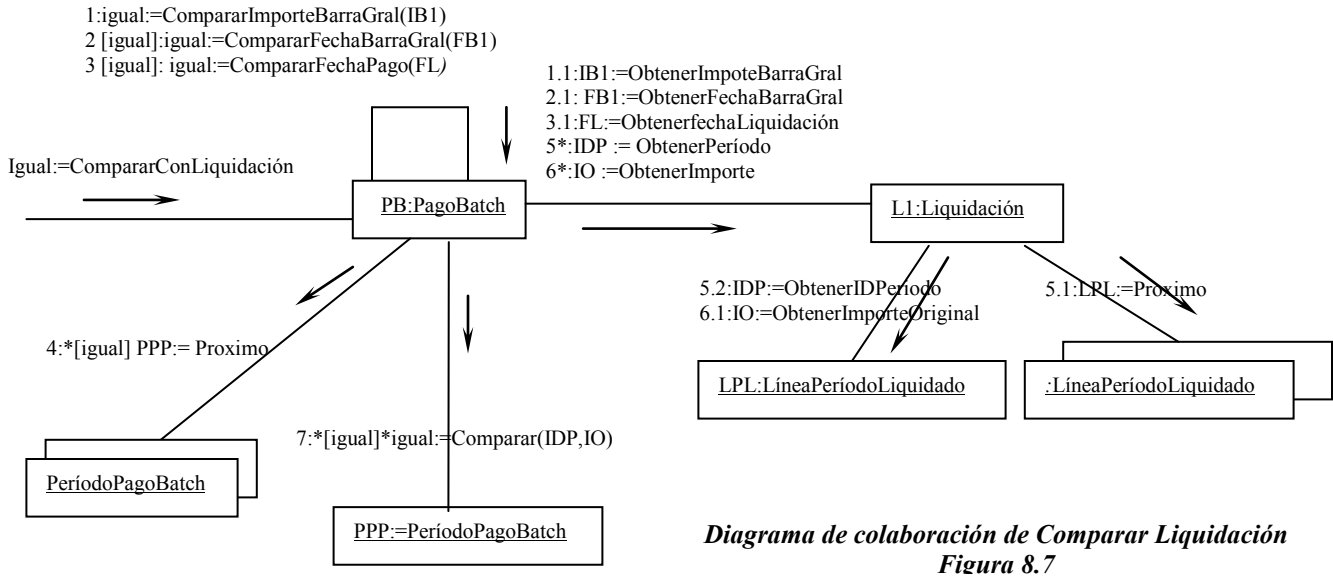 1:igual:=CompararImporteBarraGral(IB1)
2 [igual]:igual:=CompararFechaBarraGral(FB1)
3 [igual]: igual:=CompararFechaPago(FL)
1.1:IB1:=ObtenerImpoteBarraGral
2.1: FB1:=ObtenerFechaBarraGral
3.1:FL:=ObtenerfechaLiquidación
5*:IDP := ObtenerPeríodo
6*:IO :=ObtenerImporte
Igual:=CompararConLiquidación
PB:PagoBatch
L1:Liquidación
5.2:IDP:=ObtenerIDPeríodo
6.1:IO:=ObtenerImporteOriginal
5.1:LPL:=Próximo
4:*[igual] PPP:= Proximo
LPL:LíneaPeríodoLiquidado
:LíneaPeríodoLiquidado
7:*[igual]*igual:=Comparar(IDP,IO)
PeríodoPagoBatch
PPP:=PeríodoPagoBatch
Diagrama de colaboración de Comparar Liquidación
Figura 8.7